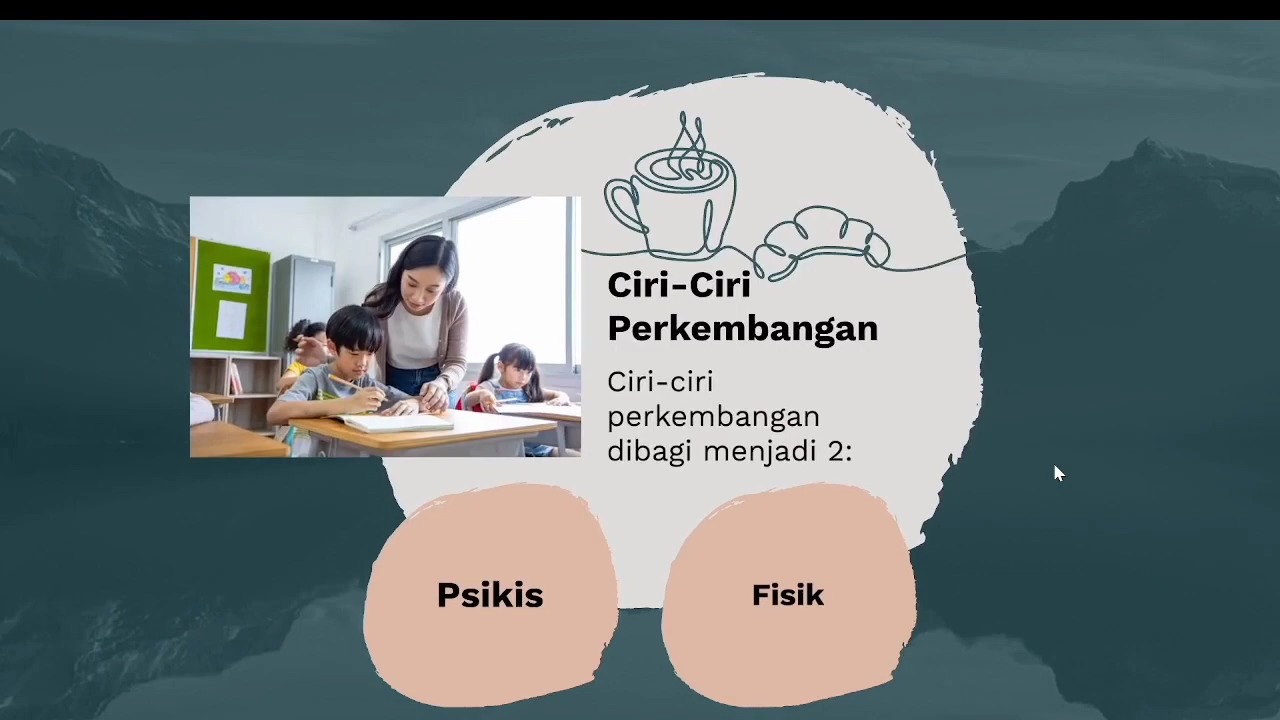 Ciri-Ciri
Perkembangan
Ciri-ciri
perkembangan
dibagi menjadi 2:
Psikis
Fisik